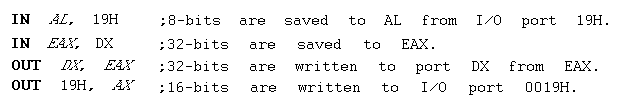 IN AL, 19H ;8-bits are saved to AL from I/O port 19H.
IN EAX, DX ;32-bits are saved to EAX.
OUT DX, EAX ;32-bits are written to port DX from EAX.
OUT 19H, AX ;16-bits are written to I/O port 0019H.